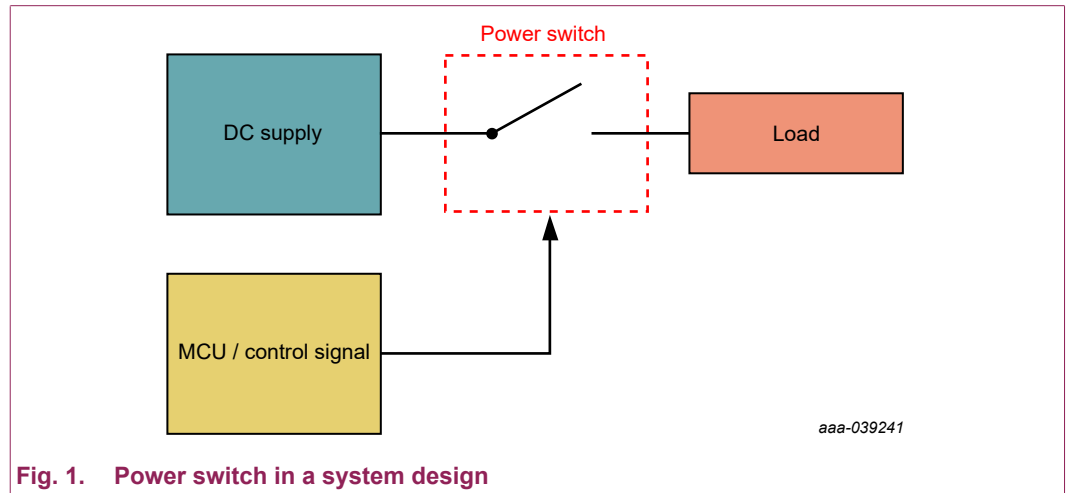 Power switch
DC supply
Load
MCU / control signal
aaa-039241
Fig. 1. Power switch in a system design